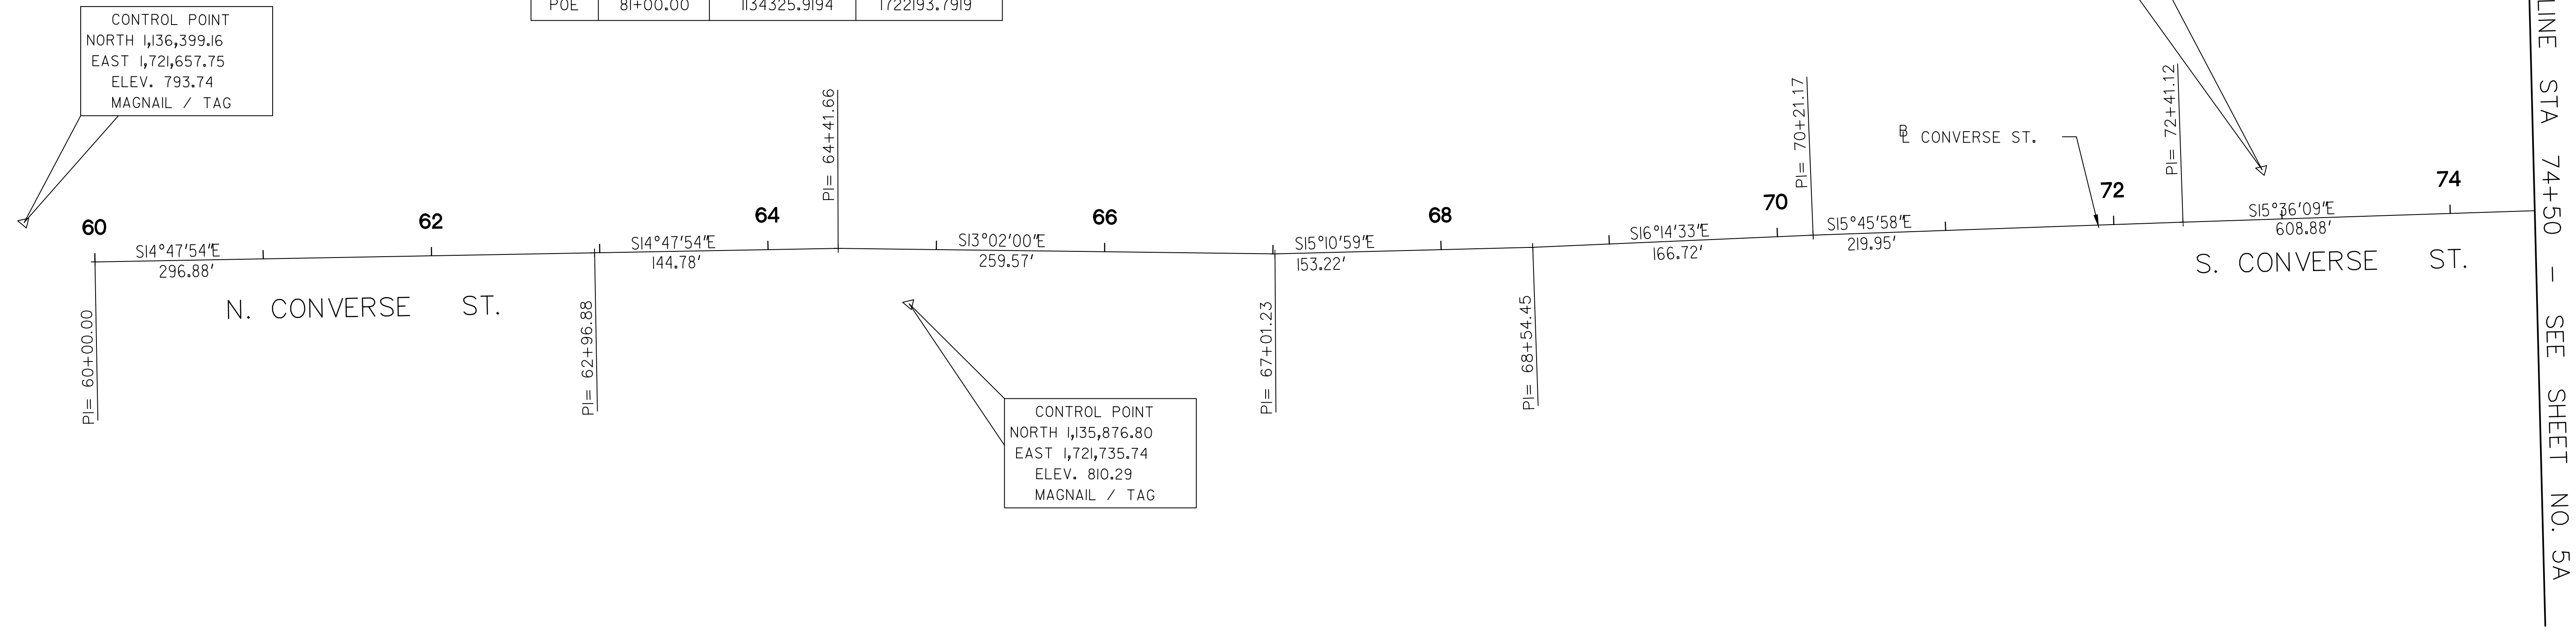 POE 81+00.00 1134325.9194 1722193.7919
CONTROL POINT
NORTH 1,136,399.16
EAST 1,721,657.75
ELEV. 793.74
MAGNAIL / TAG
PI= 64+41.66
PI= 70+21.17
PI= 72+41.12
℄ CONVERSE ST.
60
62
64
66
68
70
72
74
S14°47'54"E
296.88'
S14°47'54"E
144.78'
S13°02'00"E
259.57'
S15°10'59"E
153.22'
S16°14'33"E
166.72'
S15°45'58"E
219.95'
S15°36'09"E
608.88'
N. CONVERSE ST.
S. CONVERSE ST.
PI= 60+00.00
PI= 62+96.88
PI= 67+01.23
PI= 68+54.45
CONTROL POINT
NORTH 1,135,876.80
EAST 1,721,735.74
ELEV. 810.29
MAGNAIL / TAG
LINE STA 74+50 - SEE SHEET NO. 5A